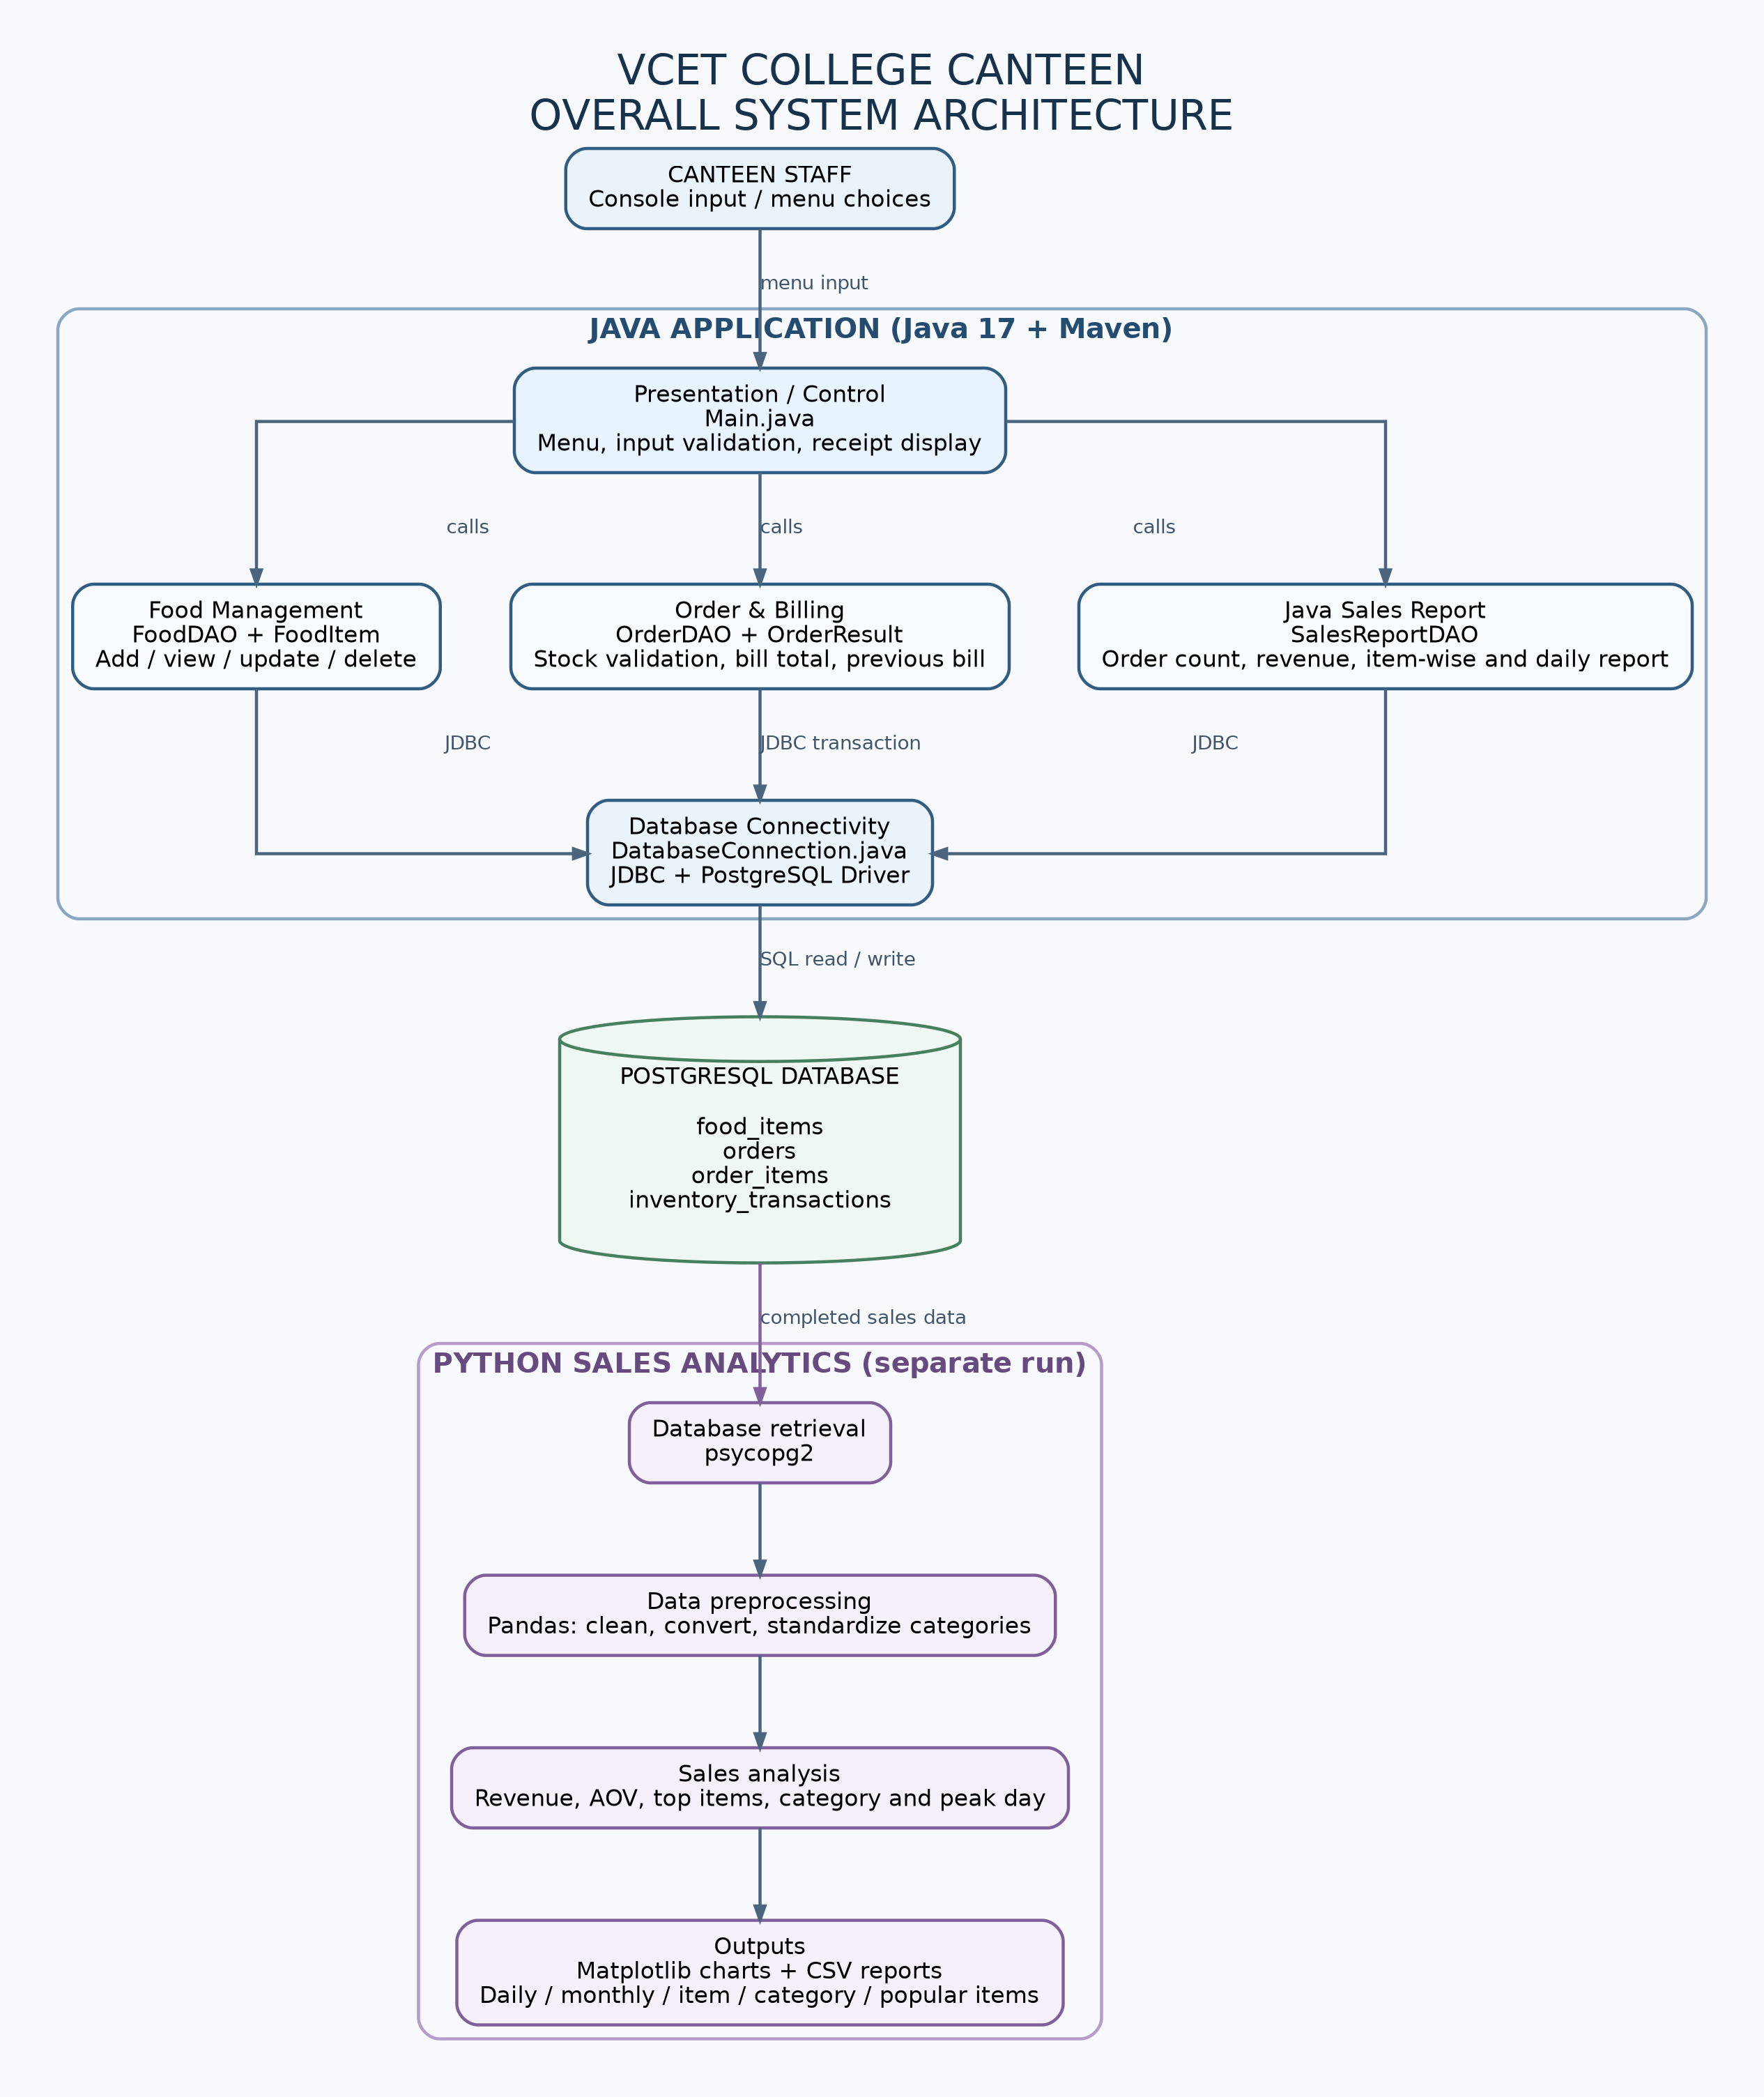 VCET COLLEGE CANTEEN
OVERALL SYSTEM ARCHITECTURE
CANTEEN STAFF
Console input / menu choices
menu input
JAVA APPLICATION (Java 17 + Maven)
Presentation / Control
Main.java
Menu, input validation, receipt display
calls
calls
calls
Food Management
FoodDAO + FoodItem
Add / view / update / delete
Order & Billing
OrderDAO + OrderResult
Stock validation, bill total, previous bill
Java Sales Report
SalesReportDAO
Order count, revenue, item-wise and daily report
JDBC
JDBC transaction
JDBC
Database Connectivity
DatabaseConnection.java
JDBC + PostgreSQL Driver
SQL read / write
POSTGRESQL DATABASE
food_items
orders
order_items
inventory_transactions
completed sales data
PYTHON SALES ANALYTICS (separate run)
Database retrieval
psycopg2
Data preprocessing
Pandas: clean, convert, standardize categories
Sales analysis
Revenue, AOV, top items, category and peak day
Outputs
Matplotlib charts + CSV reports
Daily / monthly / item / category / popular items